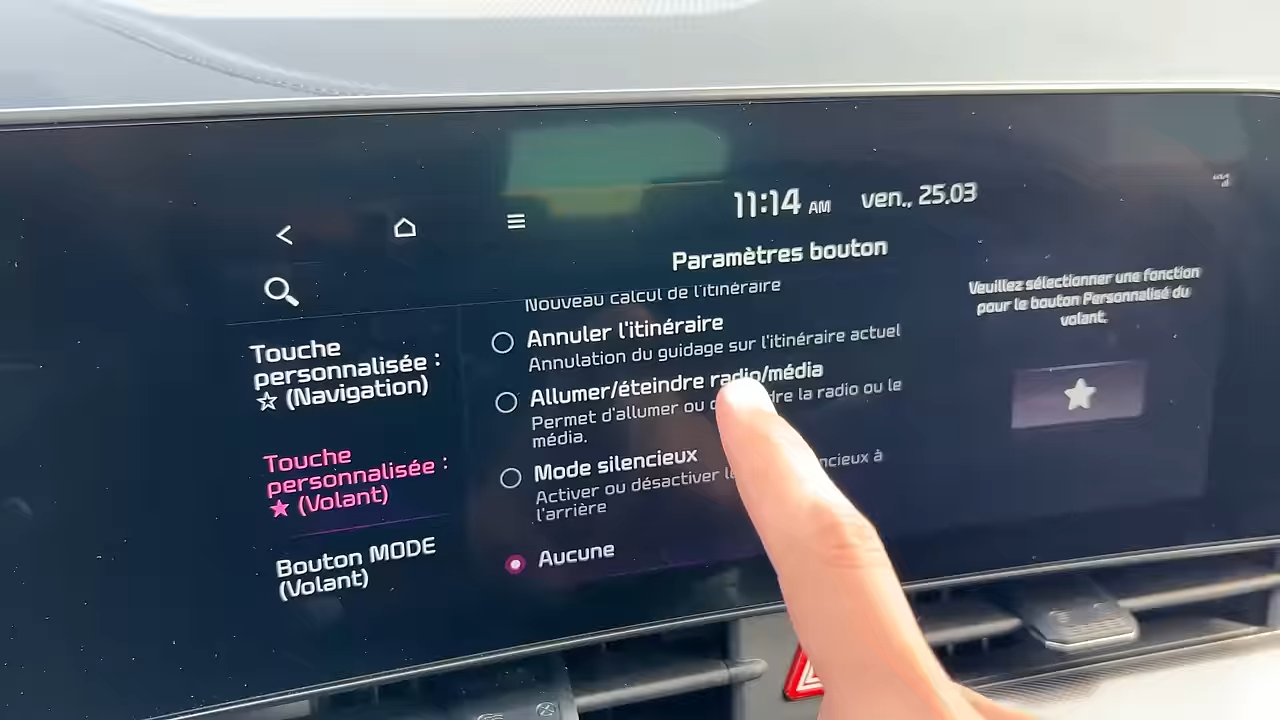 11:14 AM ven., 25.03
Paramètres bouton
Touche
personnalisée :
☆ (Navigation)
Touche
personnalisée :
★ (Volant)
Bouton MODE
(Volant)
Nouveau calcul de l'itinéraire
Annuler l'itinéraire
Annulation du guidage sur l'itinéraire actuel
Allumer/éteindre radio/média
Permet d'allumer ou la radio ou le
média.
Mode silencieux
Activer ou désactiver à
l'arrière
Aucune
Veuillez sélectionner une fonction
pour le bouton Personnalisé du
volant.